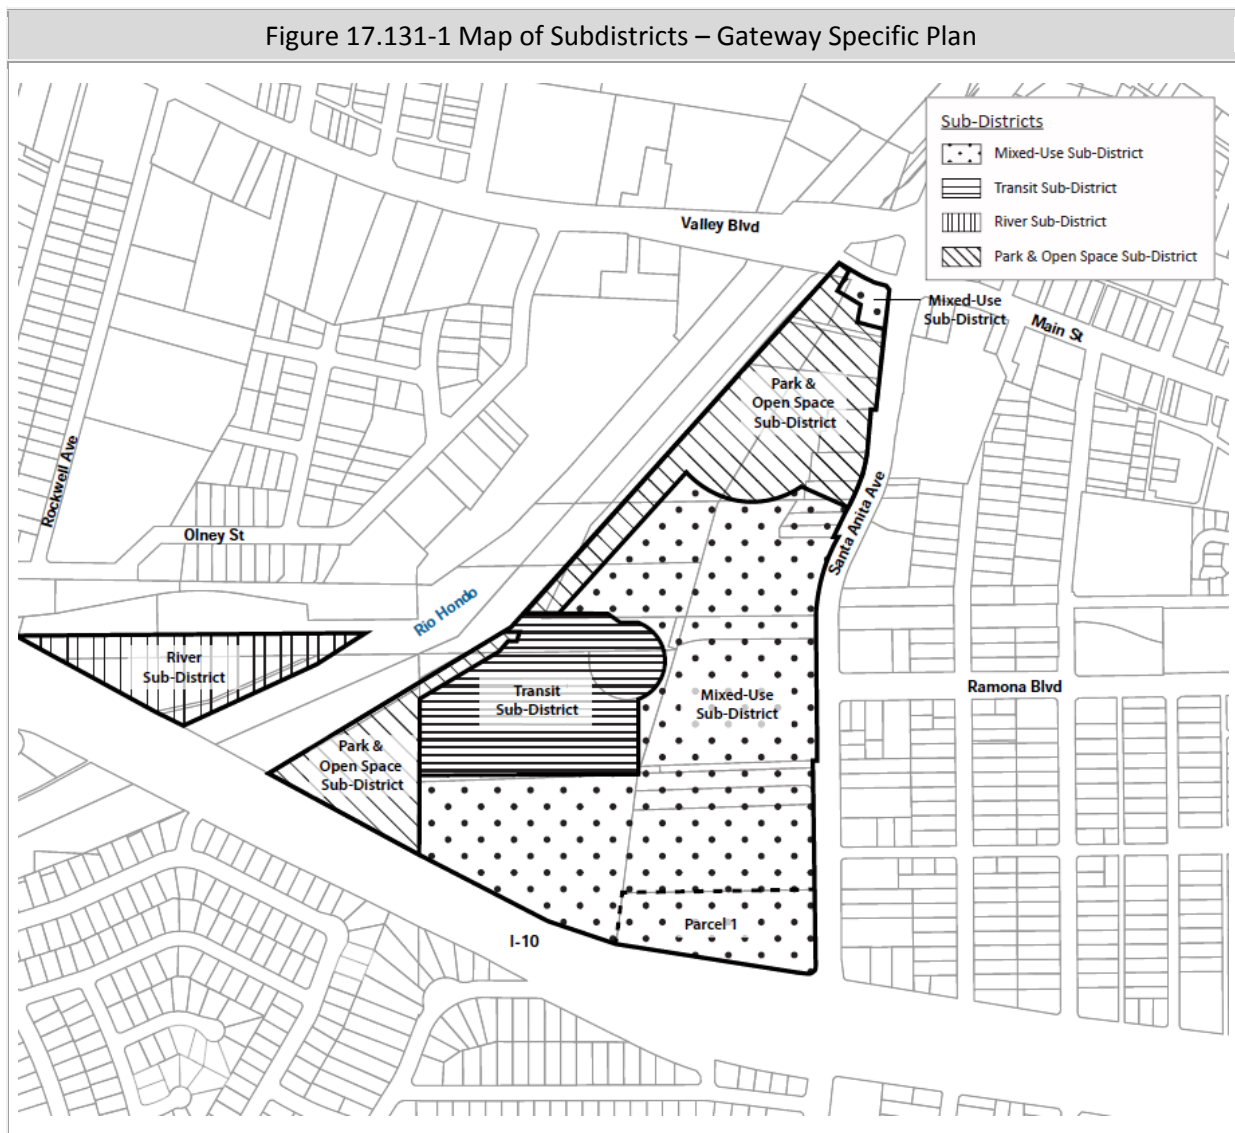 Figure 17.131-1 Map of Subdistricts – Gateway Specific Plan
Sub-Districts
Mixed-Use Sub-District
Transit Sub-District
River Sub-District
Park & Open Space Sub-District
Valley Blvd
Mixed-Use
Sub-District
Main St
Park &
Open Space
Sub-District
Rockwell Ave
Olney St
Santa Anita Ave
Rio Hondo
River
Sub-District
Transit
Sub-District
Mixed-Use
Sub-District
Ramona Blvd
Park &
Open Space
Sub-District
Parcel 1
I-10